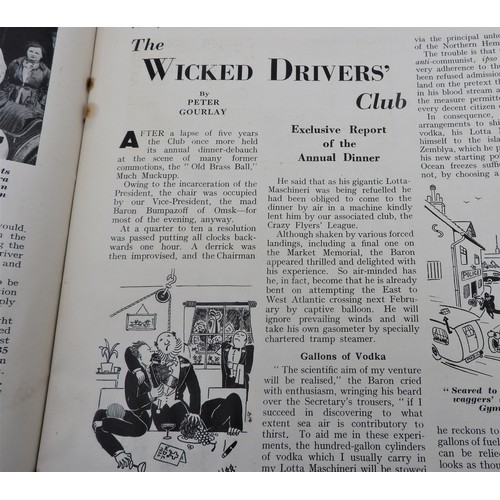 The
WICKED DRIVERS'
Club
By
PETER
GOURLAY
AFTER a lapse of five years
the Club once more held
its annual dinner-debauch
at the scene of many former
commotions, the "Old Brass Ball,"
Much Muckupp.
Owing to the incarceration of the
President, the chair was occupied
by our Vice-President, the mad
Baron Bumpazoff of Omsk—for
most of the evening, anyway.
At a quarter to ten a resolution
was passed putting all clocks back-
wards one hour. A derrick was
then improvised, and the Chairman
Exclusive Report
of the
Annual Dinner
He said that as his gigantic Lotta-
Maschineri was being refuelled he
had been obliged to come to the
dinner by air in a machine kindly
lent him by our associated club, the
Crazy Flyers' League.
Although shaken by various forced
landings, including a final one on
the Market Memorial, the Baron
appeared thrilled and delighted with
his experience. So air-minded has
he, in fact, become that he is already
bent on attempting the East to
West Atlantic crossing next Febru-
ary by captive balloon. He will
ignore prevailing winds and will
take his own gasometer by specially
chartered tramp steamer.
Gallons of Vodka
"The scientific aim of my venture
will be realised," the Baron cried
with enthusiasm, wringing his beard
over the Secretary's trousers, "if I
succeed in discovering to what
extent sea air is contributory to
thirst. To aid me in these experi-
ments, the hundred-gallon cylinders
of vodka which I usually carry in
my Lotta Maschineri will be stowed
via the principal
of the Northern
The trouble is that
anti-communist, ipso
very adherence to the
been refused admission
land on the pretext
in his blood stream
the measure permitted
every decent citizen
In consequence,
arrangements to
vodka, his Lotta
himself to the
Zemblya, which he
his new starting
Ocean freezes
not, by choosing
POLICE
"Scared to
waggers'
he reckons to
gallons of fuel
can be
looks as